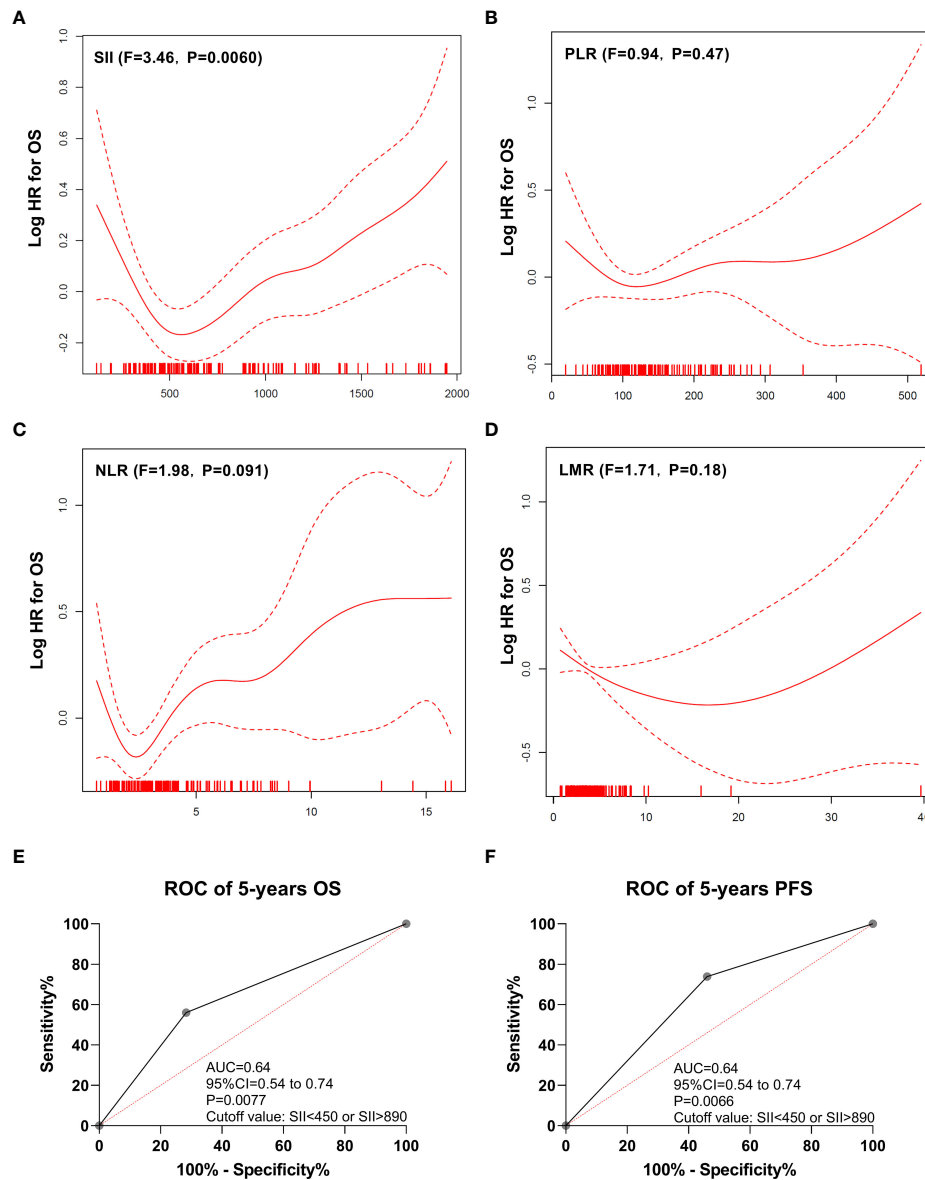 A
SII (F=3.46, P=0.0060)
Log HR for OS
1.0
0.8
0.6
0.4
0.2
0.0
-0.2
500 1000 1500 2000
B
PLR (F=0.94, P=0.47)
Log HR for OS
1.0
0.5
0.0
-0.5
0 100 200 300 400 500
C
NLR (F=1.98, P=0.091)
Log HR for OS
1.0
0.5
0.0
5 10 15
D
LMR (F=1.71, P=0.18)
Log HR for OS
1.0
0.5
0.0
-0.5
0 10 20 30 40
E
ROC of 5-years OS
Sensitivity%
100
80
60
40
20
0
AUC=0.64
95%CI=0.54 to 0.74
P=0.0077
Cutoff value: SII<450 or SII>890
0 20 40 60 80 100
100% - Specificity%
F
ROC of 5-years PFS
Sensitivity%
100
80
60
40
20
0
AUC=0.64
95%CI=0.54 to 0.74
P=0.0066
Cutoff value: SII<450 or SII>890
0 20 40 60 80 100
100% - Specificity%